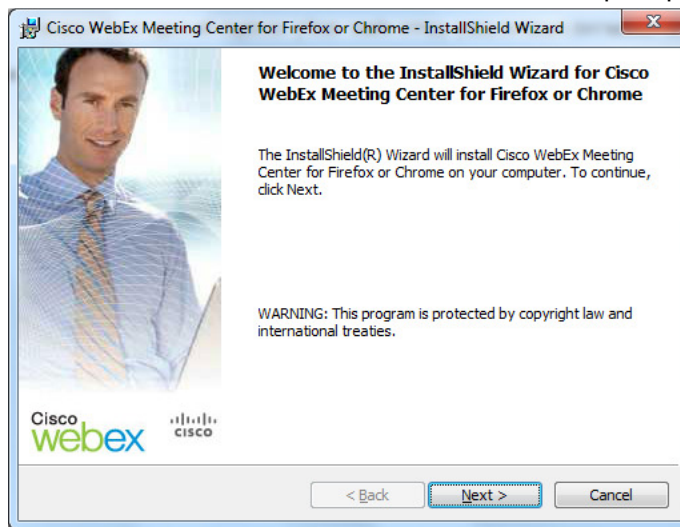 Cisco WebEx Meeting Center for Firefox or Chrome - InstallShield Wizard
Welcome to the InstallShield Wizard for Cisco
WebEx Meeting Center for Firefox or Chrome
The InstallShield(R) Wizard will install Cisco WebEx Meeting
Center for Firefox or Chrome on your computer. To continue,
click Next.
WARNING: This program is protected by copyright law and
international treaties.
Cisco
webex
CISCO
< Back
Next >
Cancel